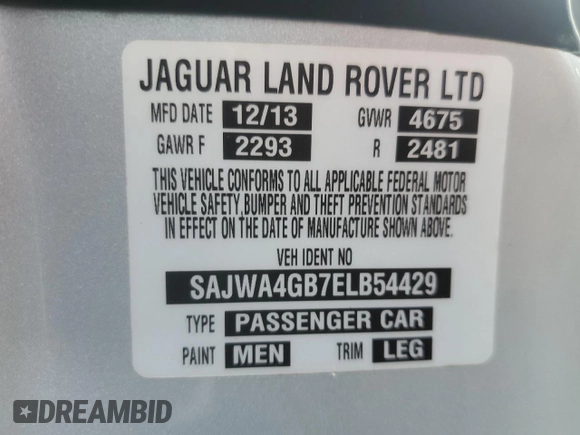 JAGUAR LAND ROVER LTD
MFD DATE 12/13 GVWR 4675
GAWR F 2293 R 2481
THIS VEHICLE CONFORMS TO ALL APPLICABLE FEDERAL MOTOR
VEHICLE SAFETY, BUMPER AND THEFT PREVENTION STANDARDS
IN EFFECT ON THE DATE OF MANUFACTURE SHOWN ABOVE.
VEH IDENT NO
SAJWA4GB7ELB54429
TYPE PASSENGER CAR
PAINT MEN TRIM LEG
DREAMBID